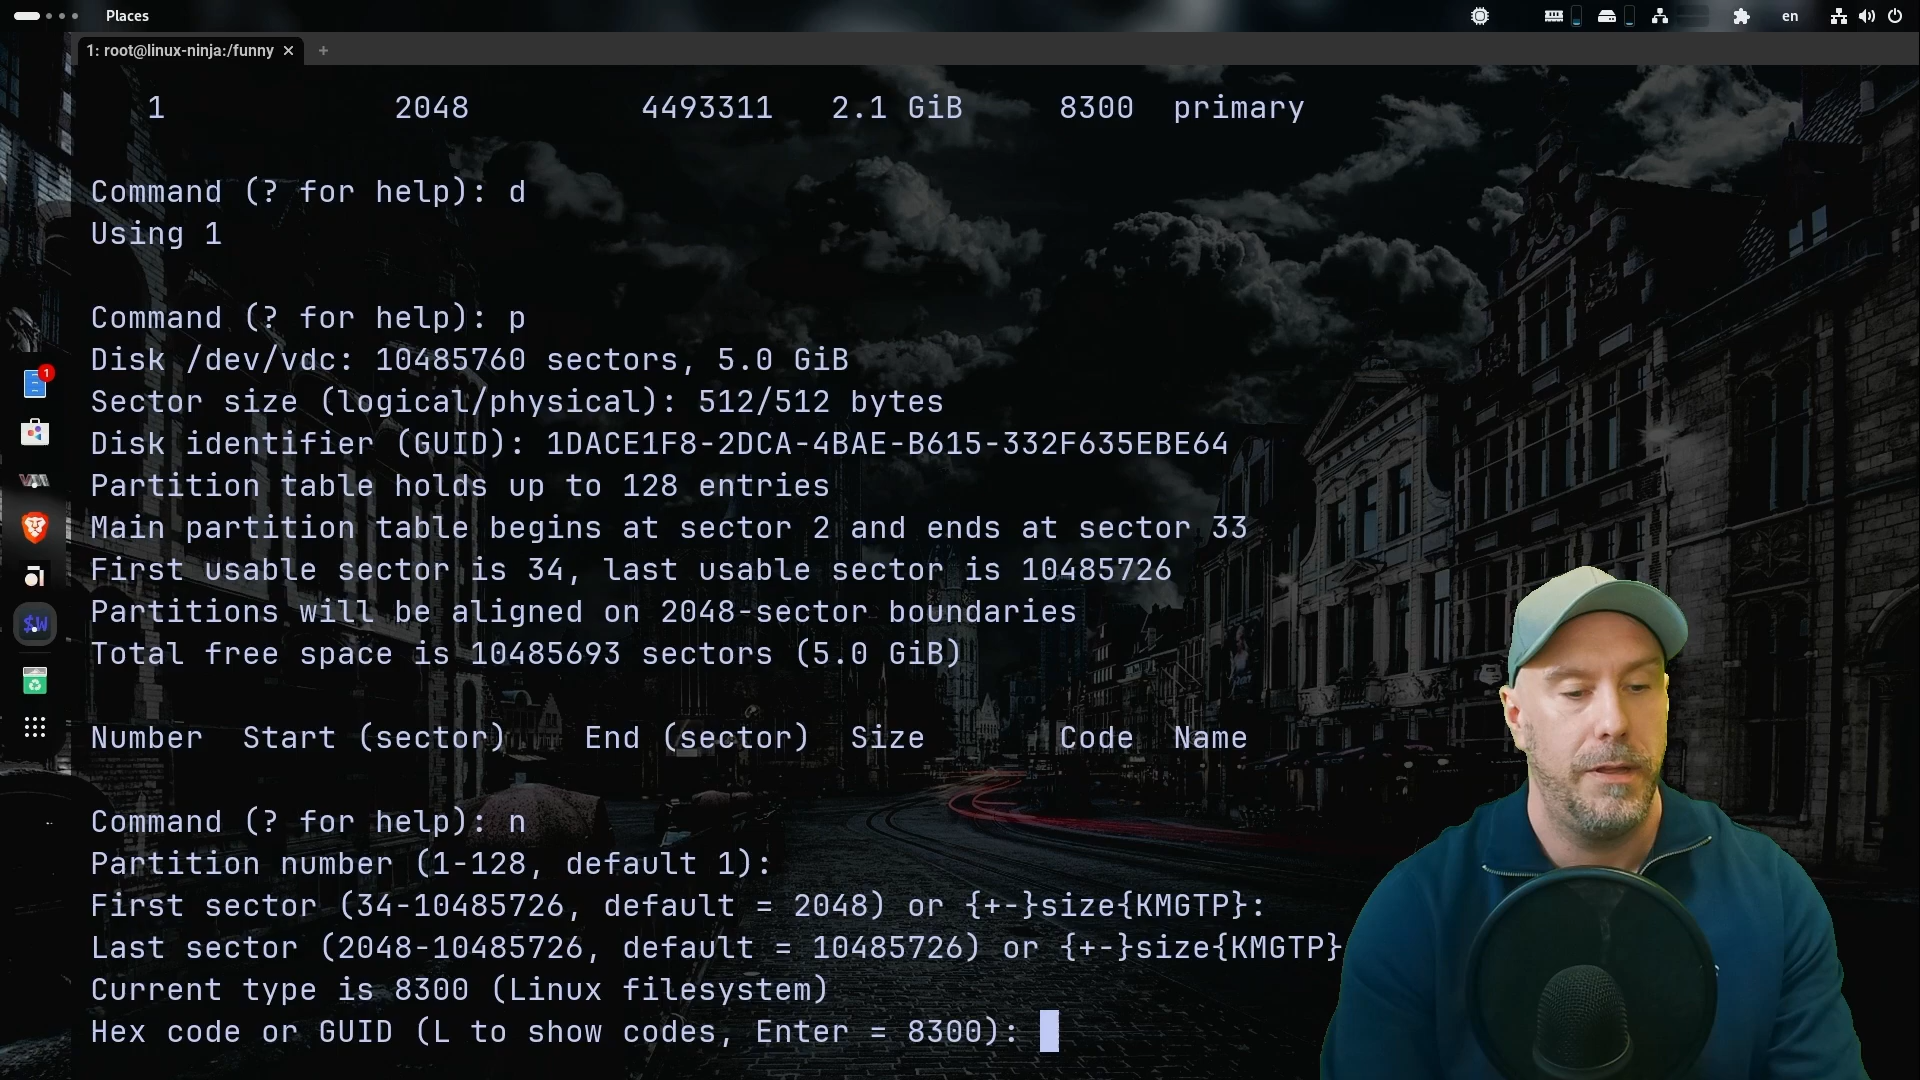 Places
en
1: root@linux-ninja:/funny
1 2048 4493311 2.1 GiB 8300 primary
Command (? for help): d
Using 1
Command (? for help): p
Disk /dev/vdc: 10485760 sectors, 5.0 GiB
Sector size (logical/physical): 512/512 bytes
Disk identifier (GUID): 1DACE1F8-2DCA-4BAE-B615-332F635EBE64
Partition table holds up to 128 entries
Main partition table begins at sector 2 and ends at sector 33
First usable sector is 34, last usable sector is 10485726
Partitions will be aligned on 2048-sector boundaries
Total free space is 10485693 sectors (5.0 GiB)
Number Start (sector) End (sector) Size Code Name
Command (? for help): n
Partition number (1-128, default 1):
First sector (34-10485726, default = 2048) or {+-}size{KMGTP}:
Last sector (2048-10485726, default = 10485726) or {+-}size{KMGTP}
Current type is 8300 (Linux filesystem)
Hex code or GUID (L to show codes, Enter = 8300):
1
$W